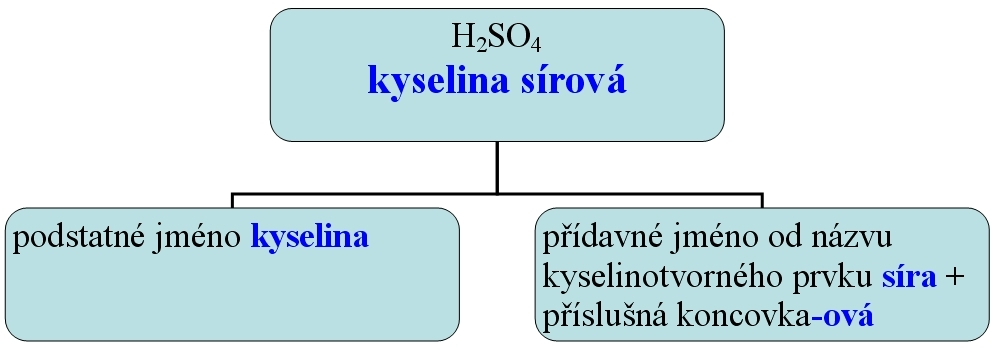 H₂SO₄
kyselina sírová
podstatné jméno kyselina
přídavné jméno od názvu
kyselinotvorného prvku síra +
příslušná koncovka-ová